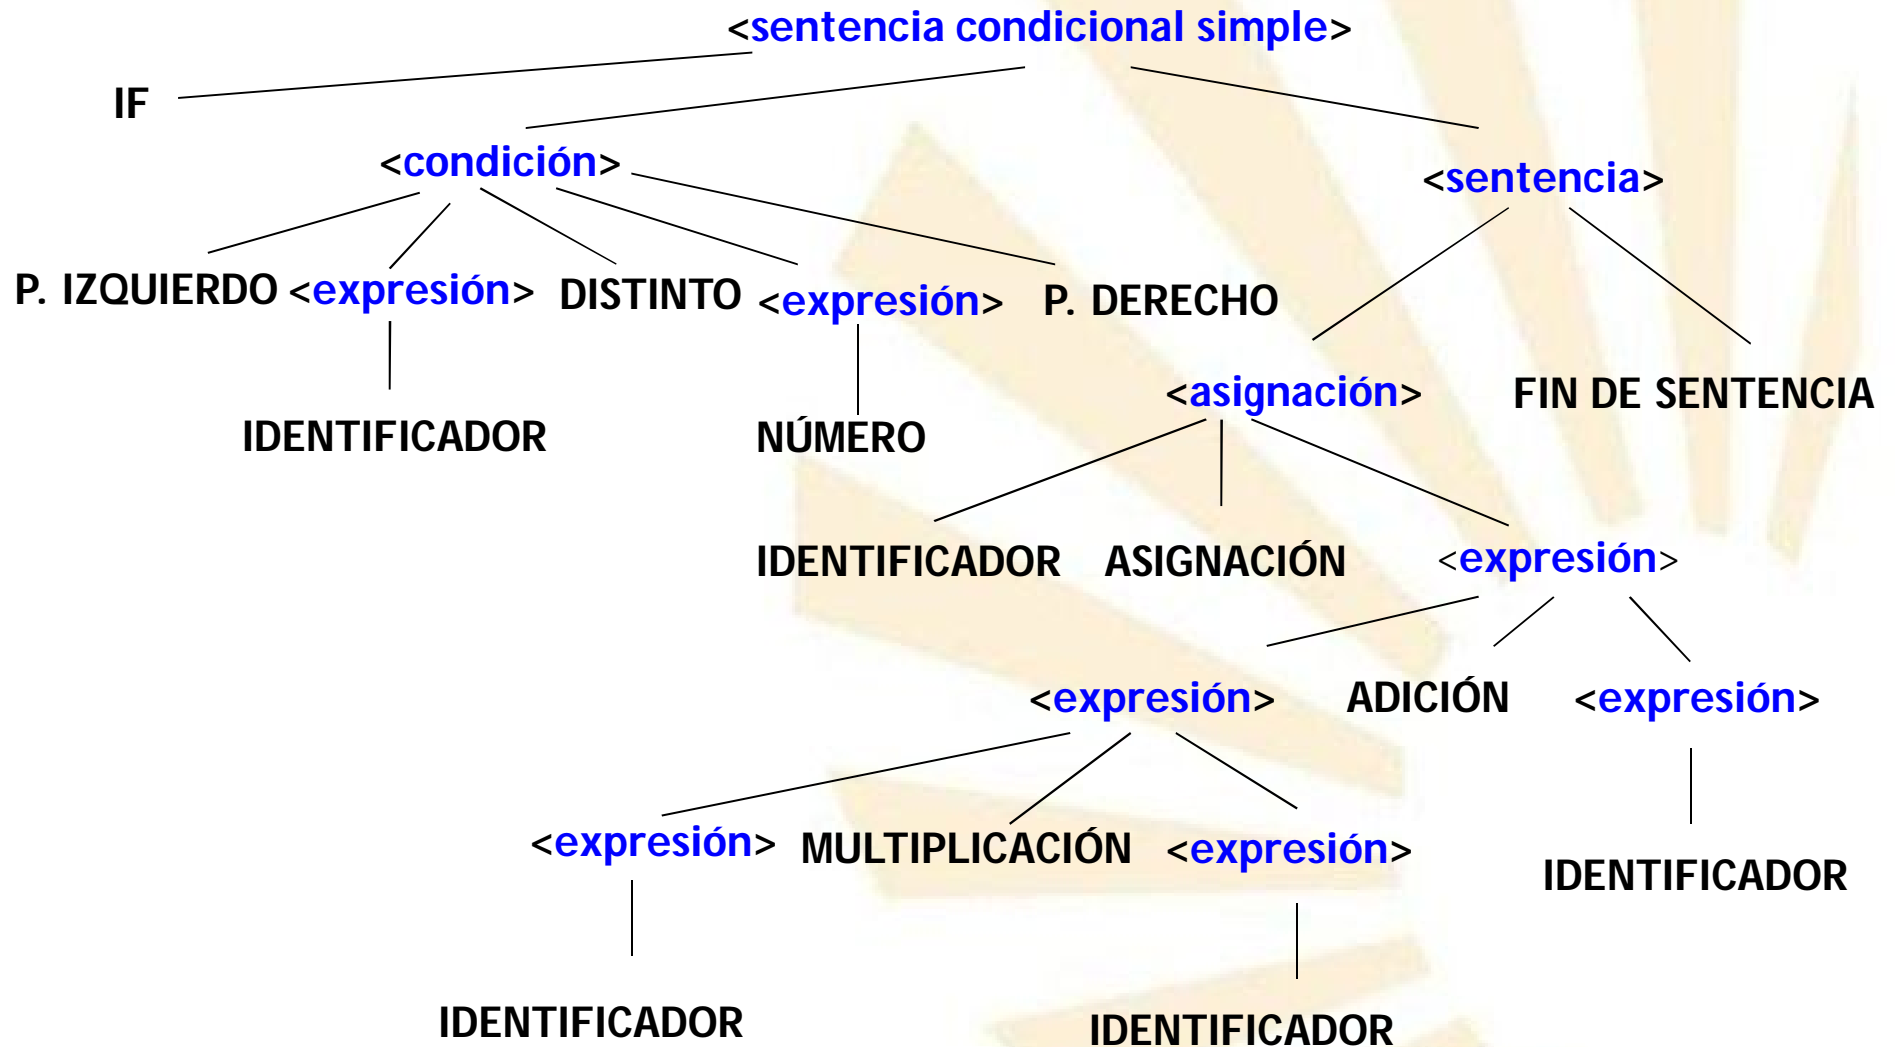 <sentencia condicional simple>
IF
<condición>
<sentencia>
P. IZQUIERDO <expresión> DISTINTO <expresión> P. DERECHO
<asignación> FIN DE SENTENCIA
IDENTIFICADOR NÚMERO
IDENTIFICADOR ASIGNACIÓN <expresión>
<expresión> ADICIÓN <expresión>
<expresión> MULTIPLICACIÓN <expresión>
IDENTIFICADOR
IDENTIFICADOR IDENTIFICADOR